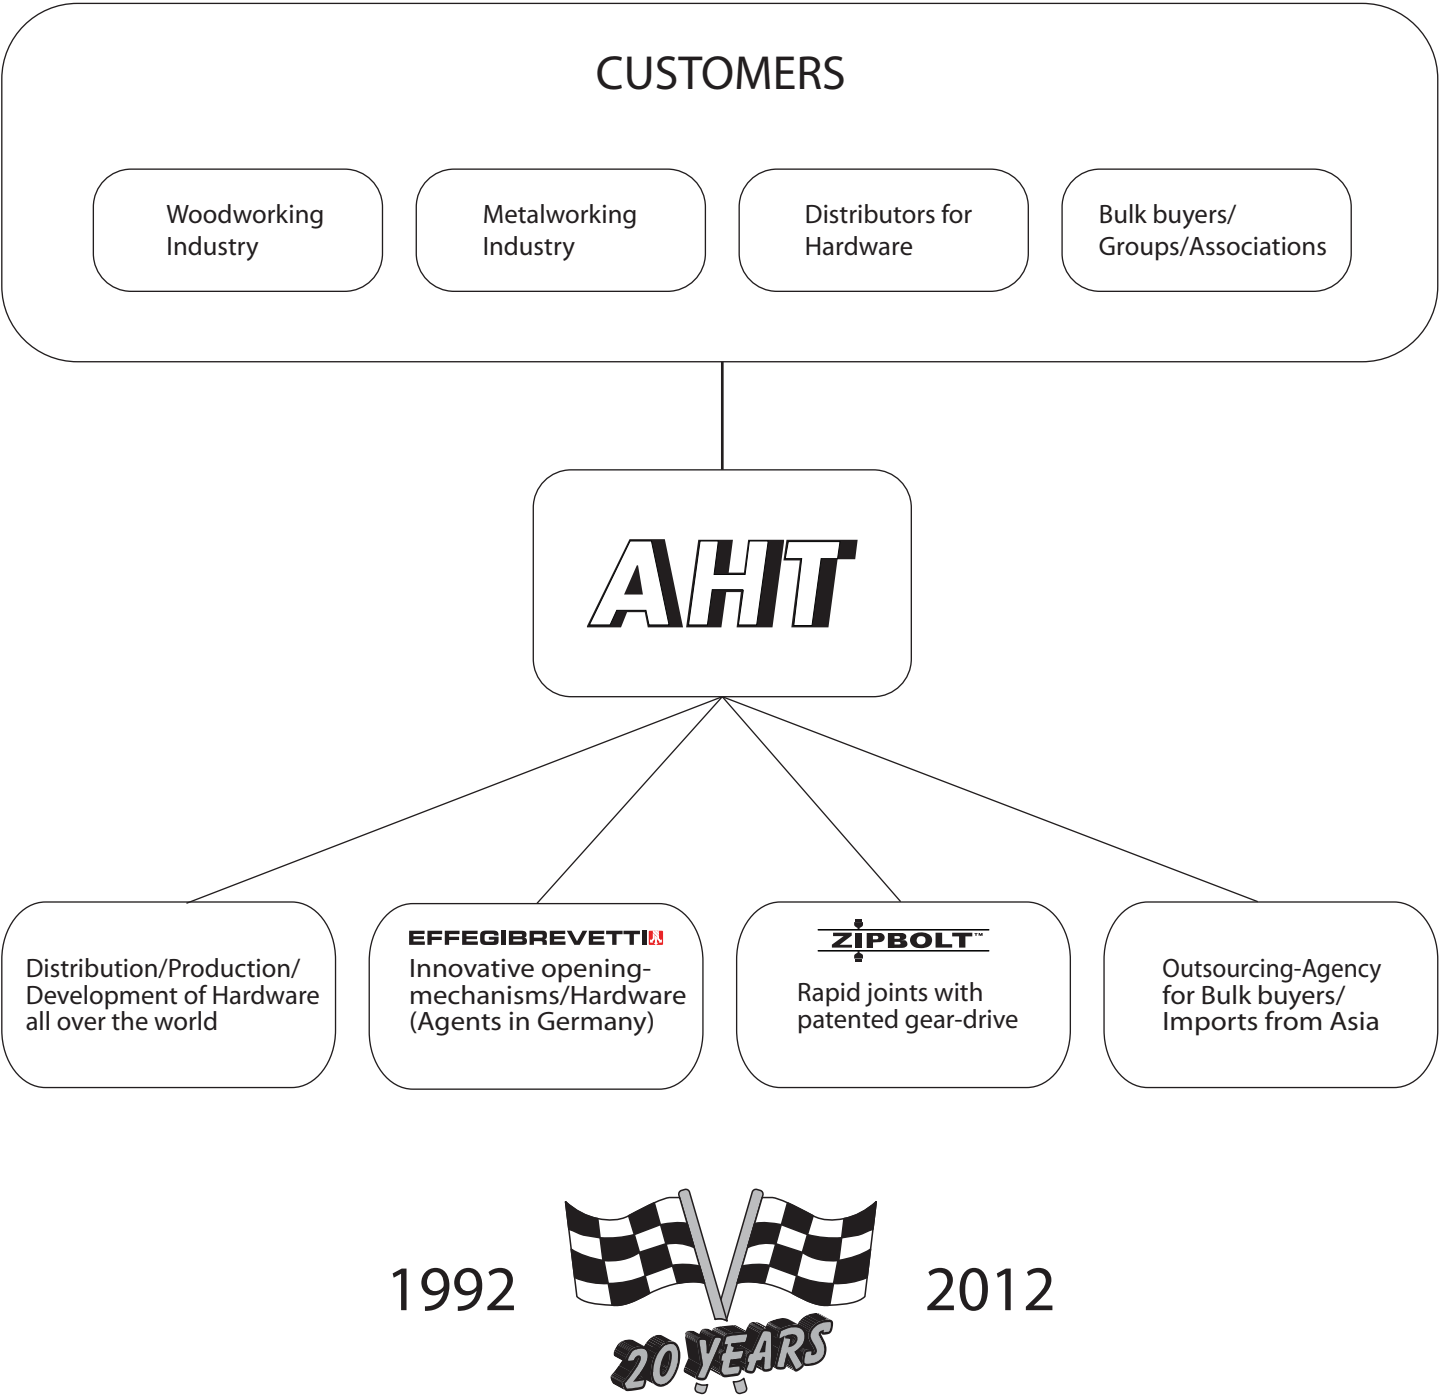 CUSTOMERS
Woodworking
Industry
Metalworking
Industry
Distributors for
Hardware
Bulk buyers/
Groups/Associations
AHT
Distribution/Production/
Development of Hardware
all over the world
EFFEGIBREVETTI
Innovative opening-
mechanisms/Hardware
(Agents in Germany)
ZIPBOLT™
Rapid joints with
patented gear-drive
Outsourcing-Agency
for Bulk buyers/
Imports from Asia
1992
20 YEARS
2012